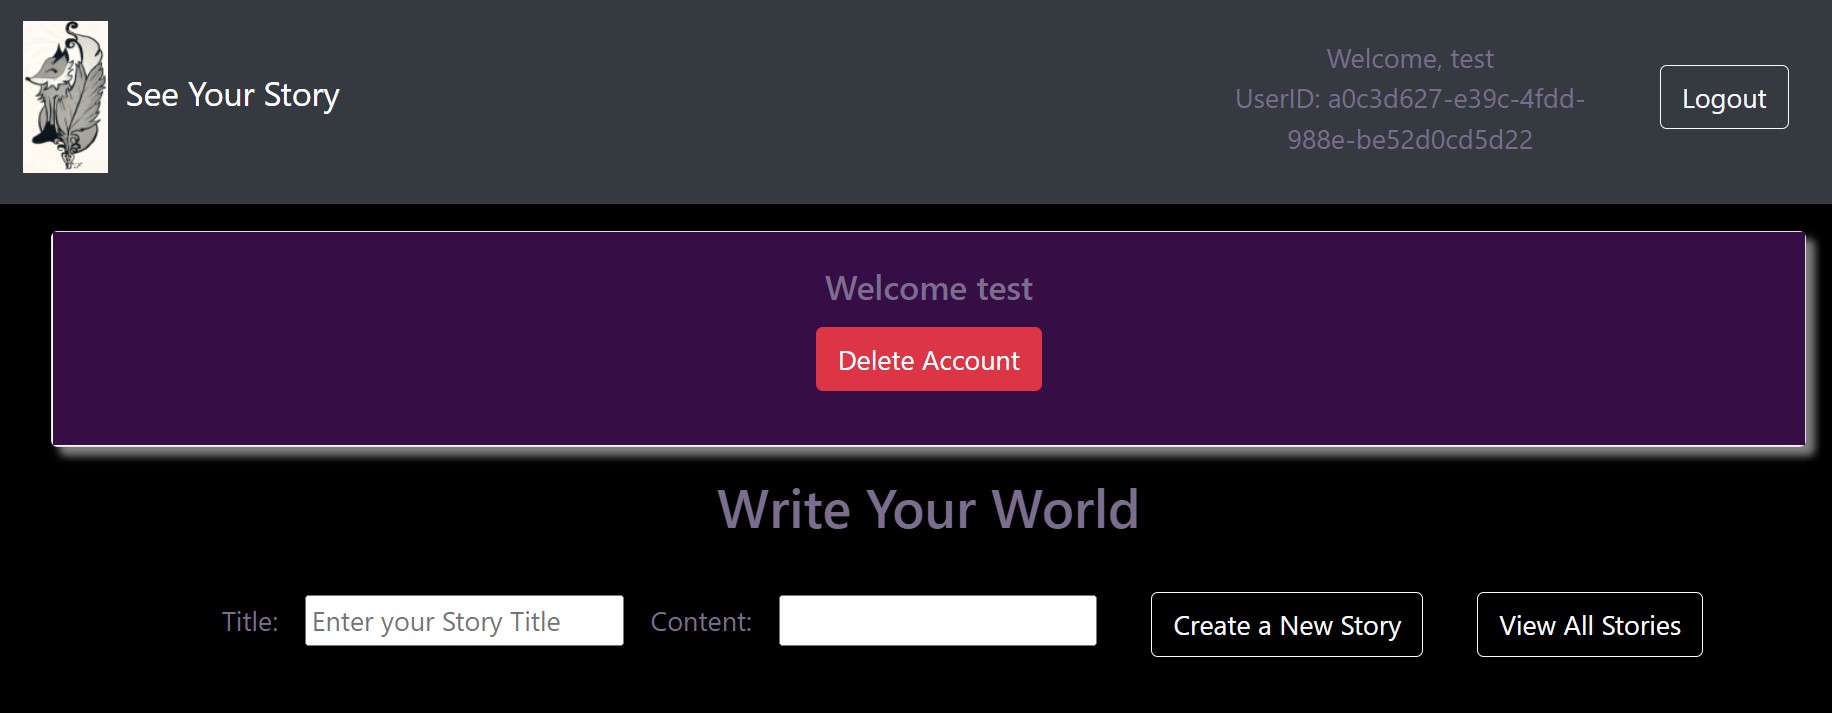 See Your Story
Welcome, test
UserID: a0c3d627-e39c-4fdd-
988e-be52d0cd5d22
Logout
Welcome test
Delete Account
Write Your World
Title: Enter your Story Title Content: Create a New Story View All Stories